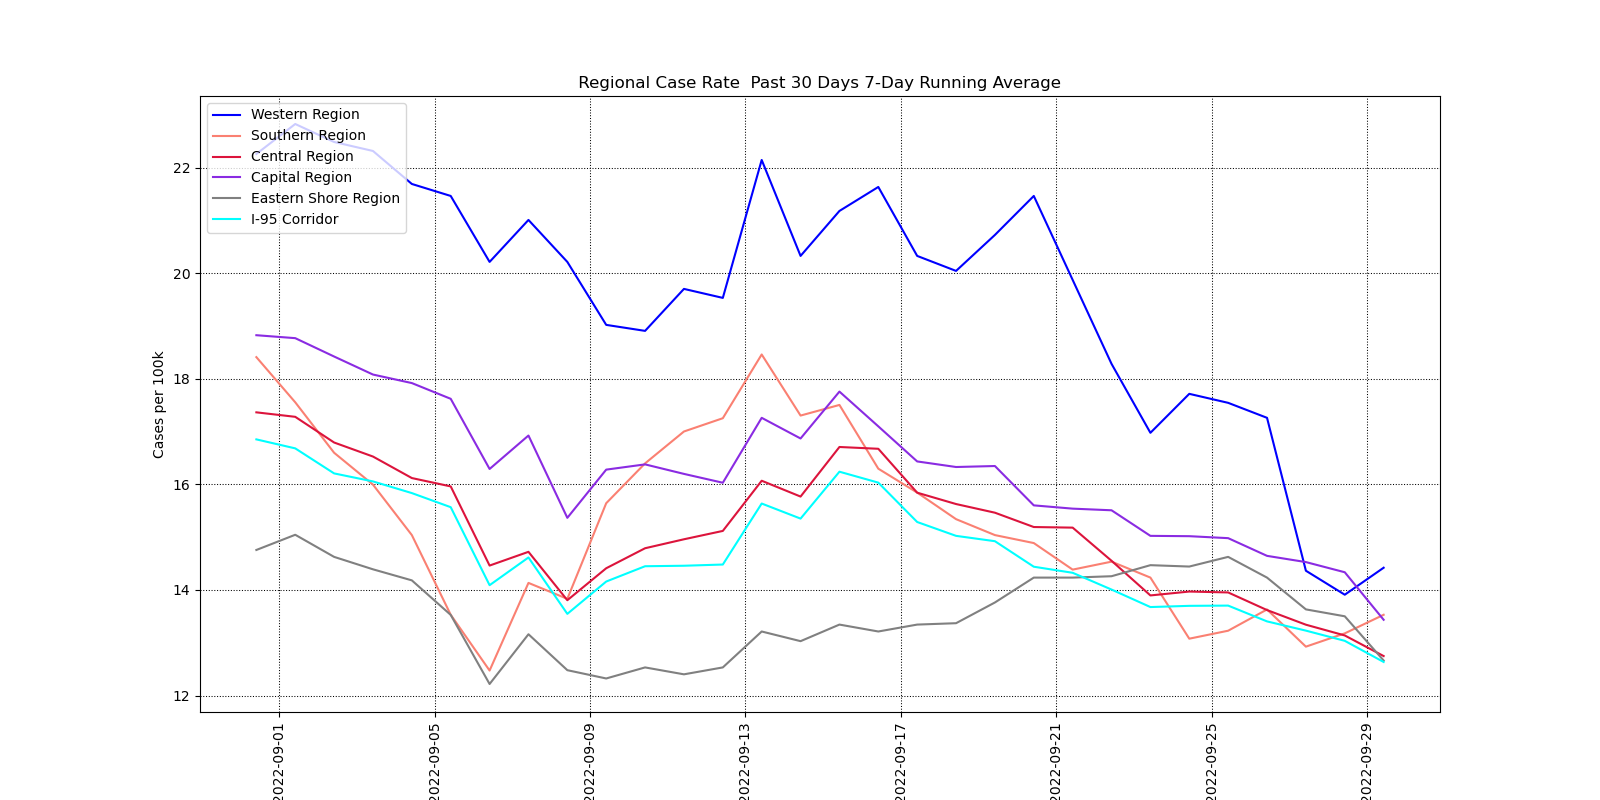 Regional Case Rate  Past 30 Days 7-Day Running Average
Western Region
Southern Region
Central Region
Capital Region
Eastern Shore Region
I-95 Corridor
Cases per 100k
22
20
18
16
14
12
2022-09-01
2022-09-05
2022-09-09
2022-09-13
2022-09-17
2022-09-21
2022-09-25
2022-09-29